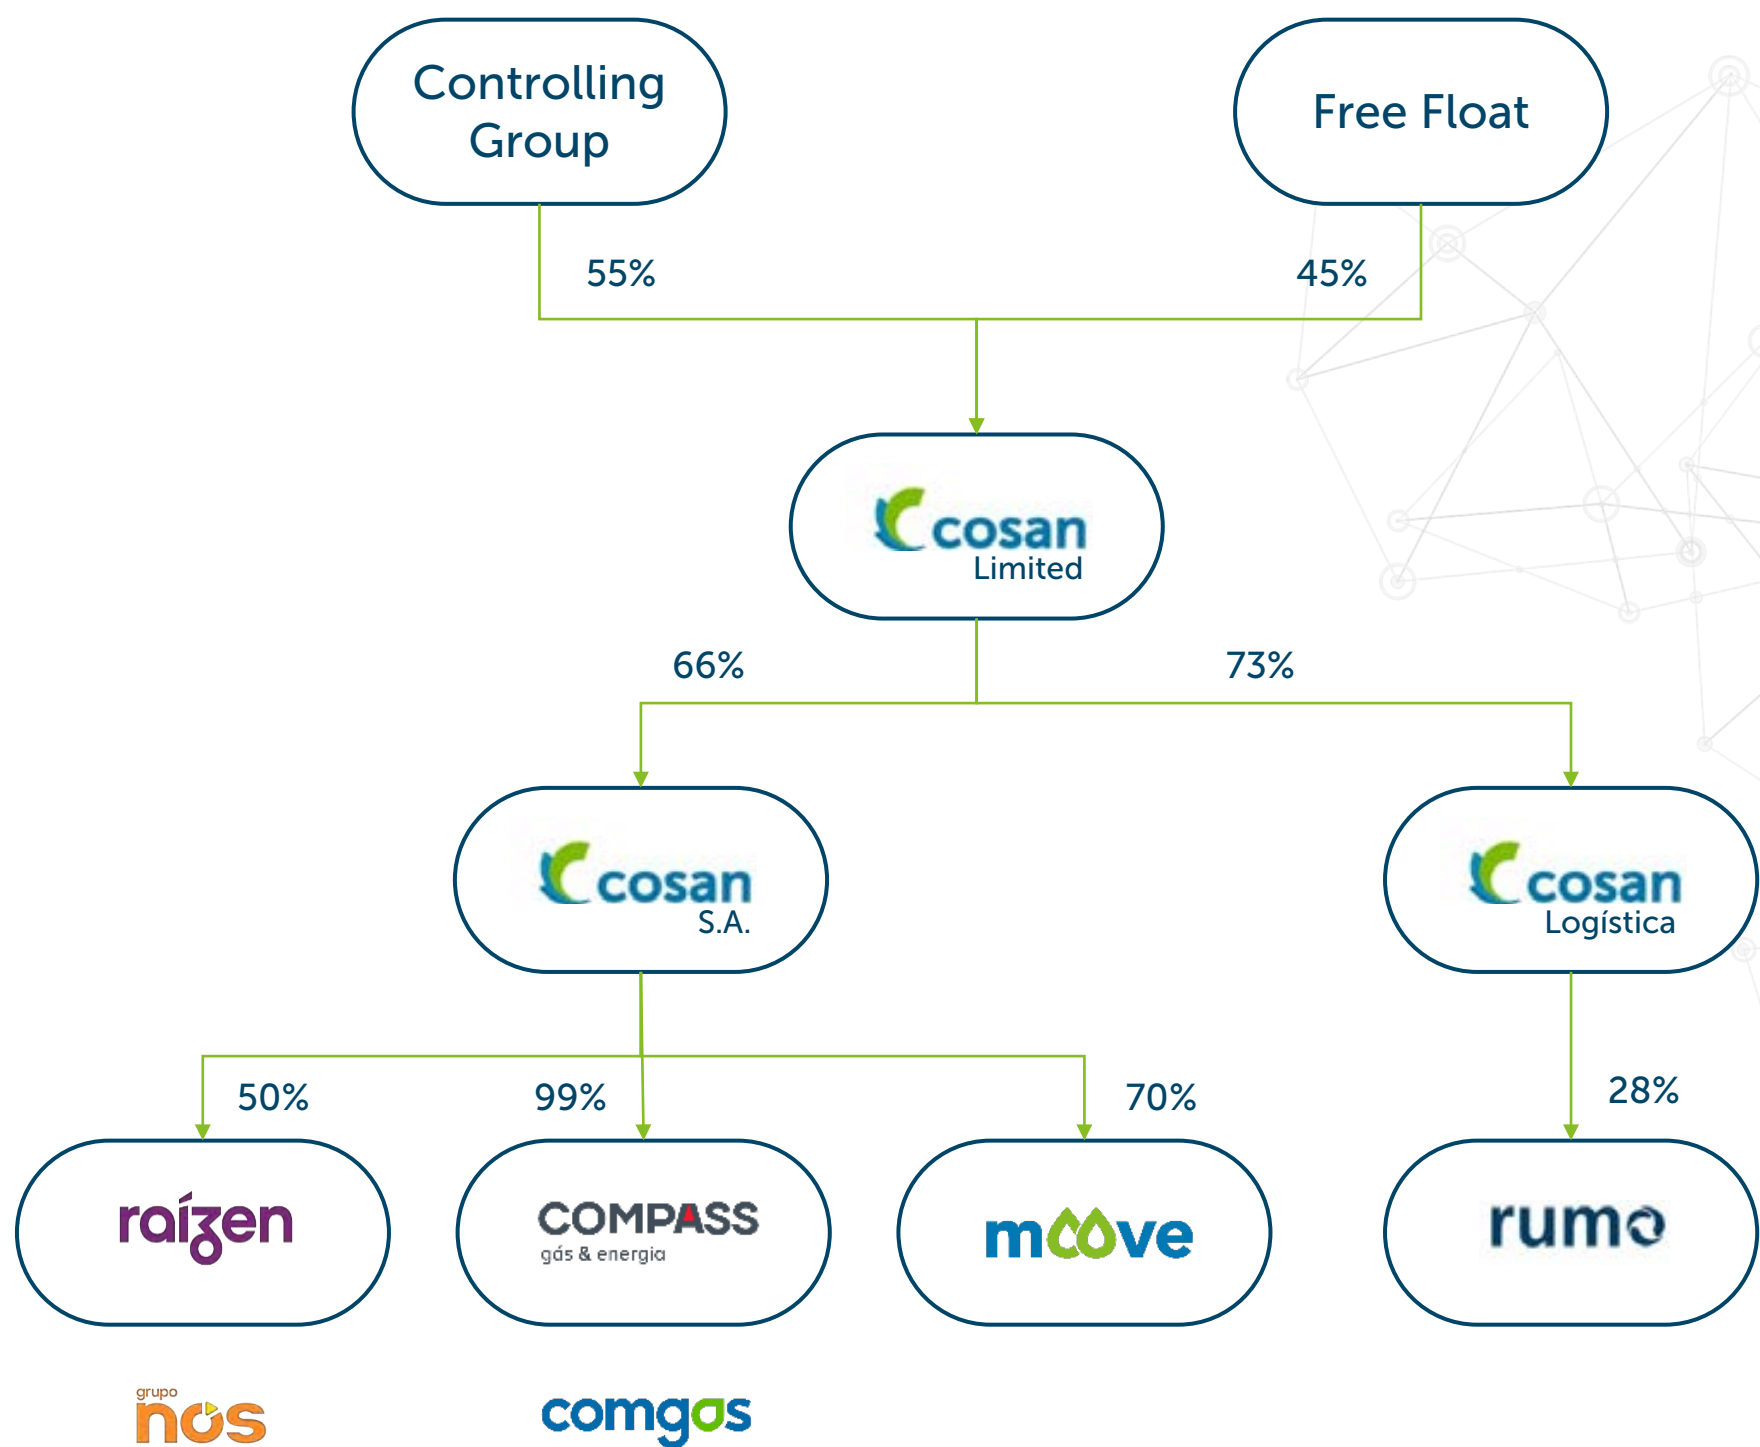 Controlling
Group
Free Float
55%
45%
cosan
Limited
66%
73%
cosan
S.A.
cosan
Logística
50%
99%
70%
28%
raízen
COMPASS
gás & energia
moove
rumo
grupo
nós
comgas